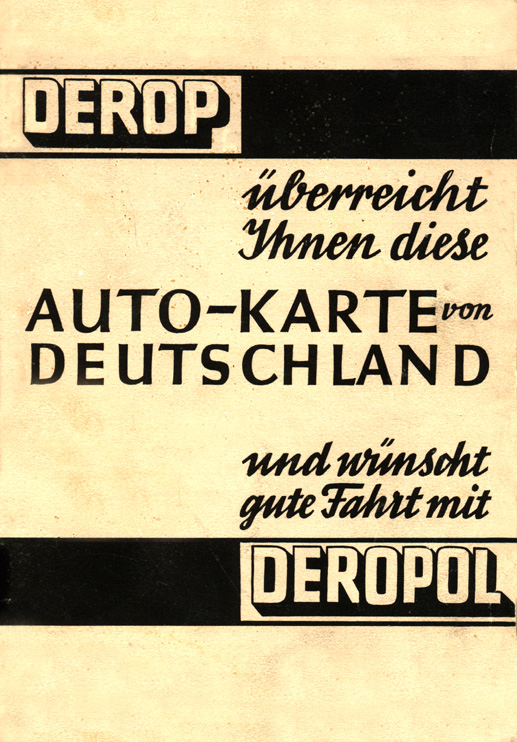 DEROP
überreicht
Ihnen diese
AUTO-KARTE von
DEUTSCHLAND
und wünscht
gute Fahrt mit
DEROPOL